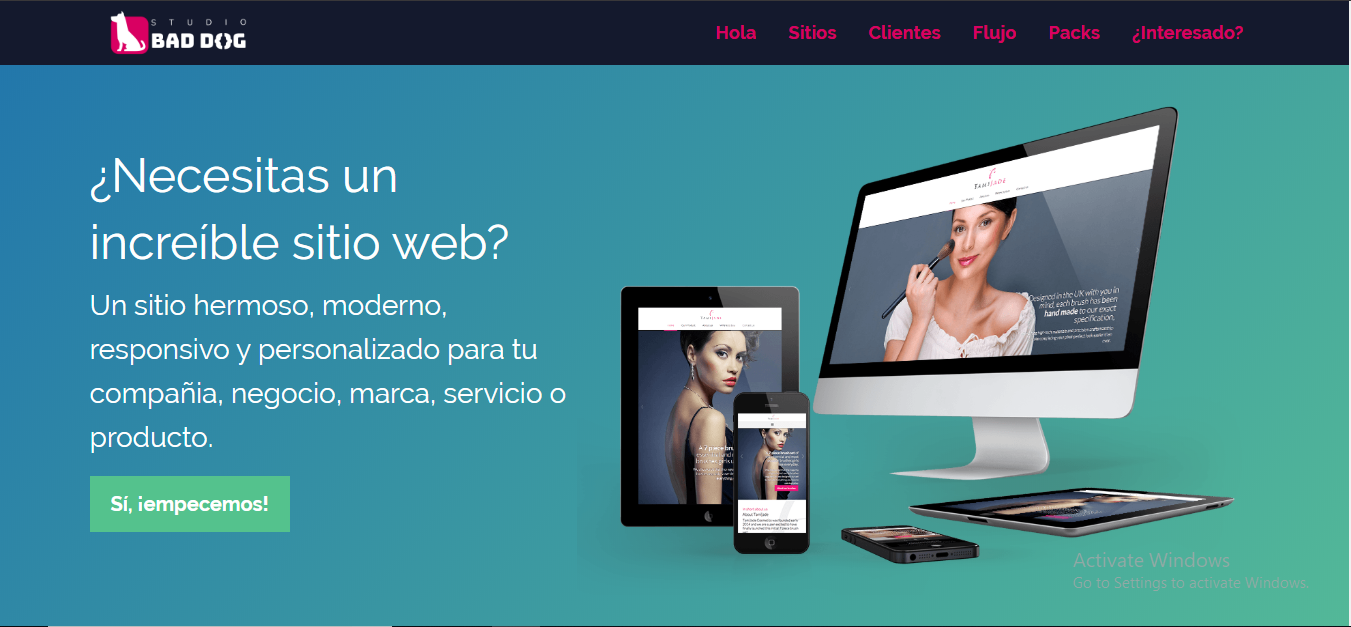 STUDIO
BAD DOG
Hola Sitios Clientes Flujo Packs ¿Interesado?
¿Necesitas un
increíble sitio web?
Un sitio hermoso, moderno,
responsivo y personalizado para tu
compañia, negocio, marca, servicio o
producto.
Sí, ¡empecemos!
TamJadé
Designed in the UK with you in
mind, each brush has been
hand made to our exact
specification,
About TamJade
Activate Windows
Go to Settings to activate Windows.